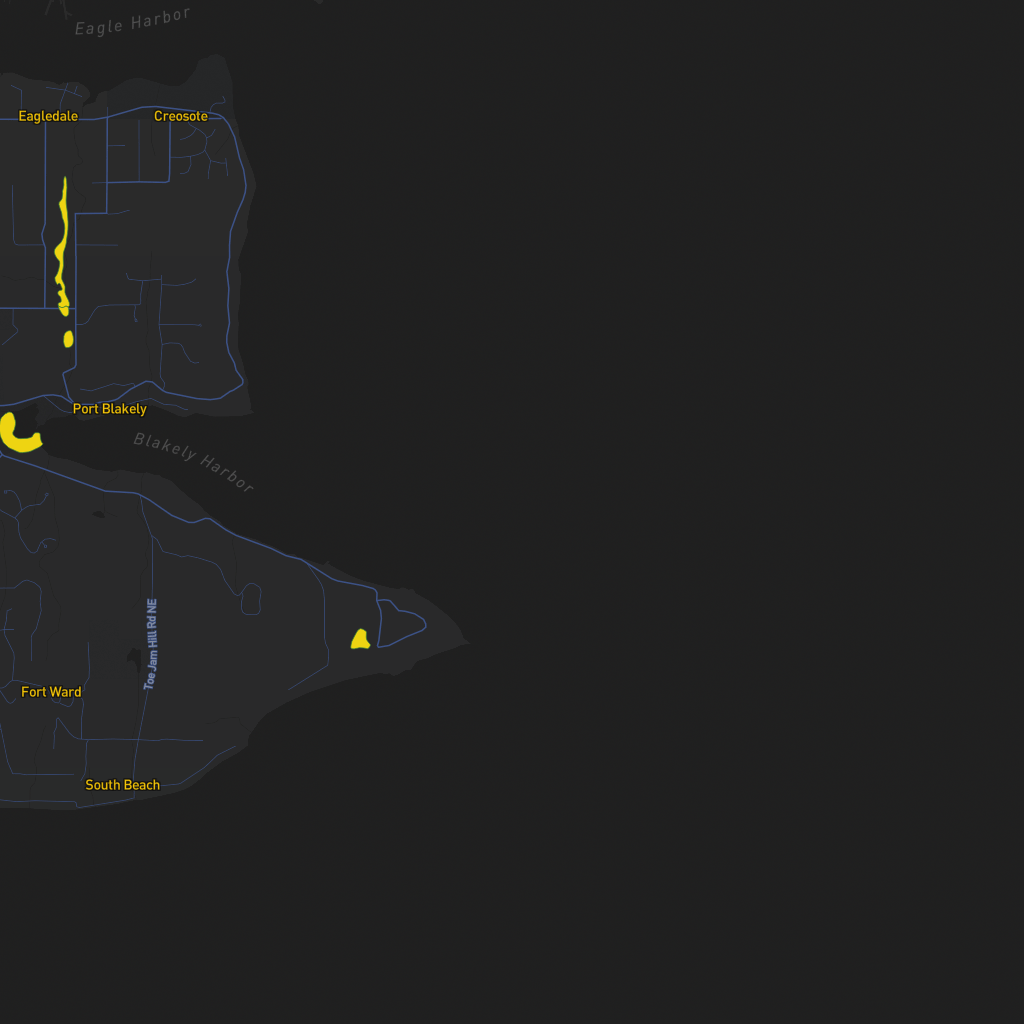 Eagle Harbor
Eagledale
Creosote
Port Blakely
Blakely Harbor
Toe Jam Hill Rd NE
Fort Ward
South Beach